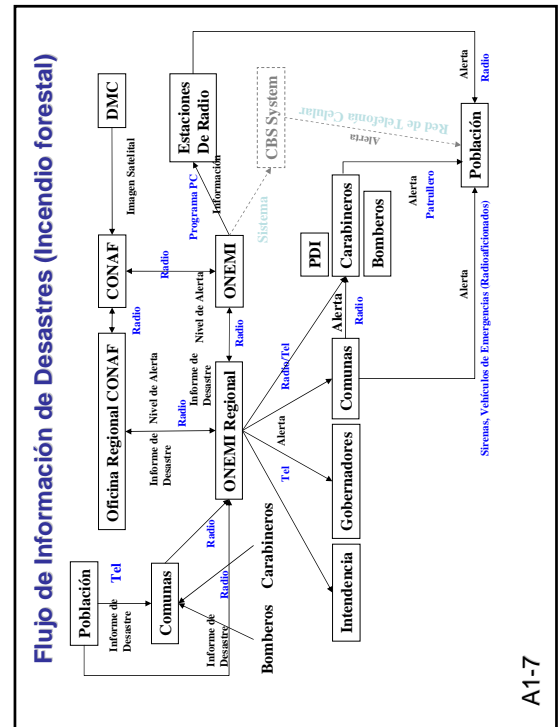 Flujo de Información de Desastres (Incendio forestal)
Población
Tel
Informe de
Desastre
Comunas
Radio
Informe de
Desastre
Radio
Bomberos
Carabineros
Oficina Regional CONAF
Radio
CONAF
Imagen Satelital
DMC
Informe de
Desastre
Nivel de Alerta
Radio
Radio
ONEMI Regional
Informe de
Desastre
Nivel de Alerta
Radio
ONEMI
Programa PC
Información
Estaciones
De Radio
Sistema
CBS System
Alerta
Red de Telefonía Celular
Radio/Tel
Alerta
Tel
Intendencia
Gobernadores
Comunas
Alerta
Radio
PDI
Carabineros
Bomberos
Alerta
Patrullero
Alerta
Radio
Población
Alerta
Sirenas, Vehículos de Emergencias (Radioaficionados)
A1-7